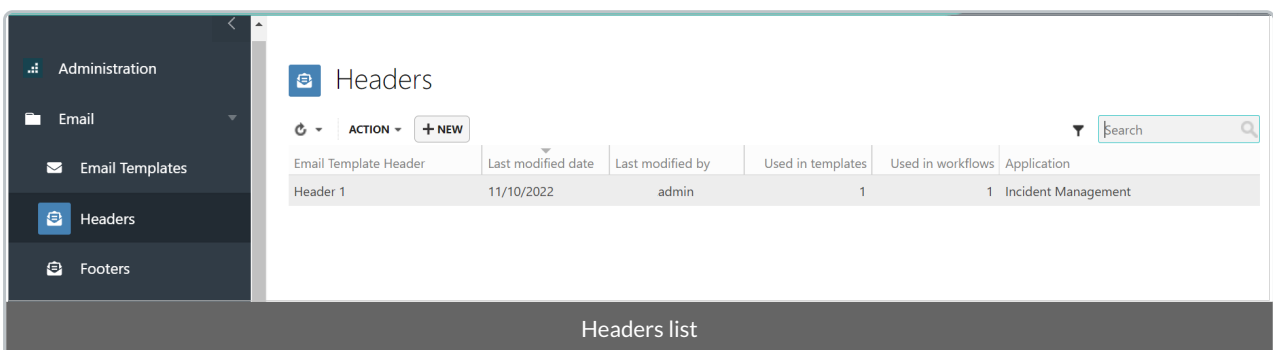 Administration
Email
Email Templates
Headers
Footers
Headers
ACTION
+ NEW
Search
Email Template Header Last modified date Last modified by Used in templates Used in workflows Application
Header 1 11/10/2022 admin 1 1 Incident Management
Headers list